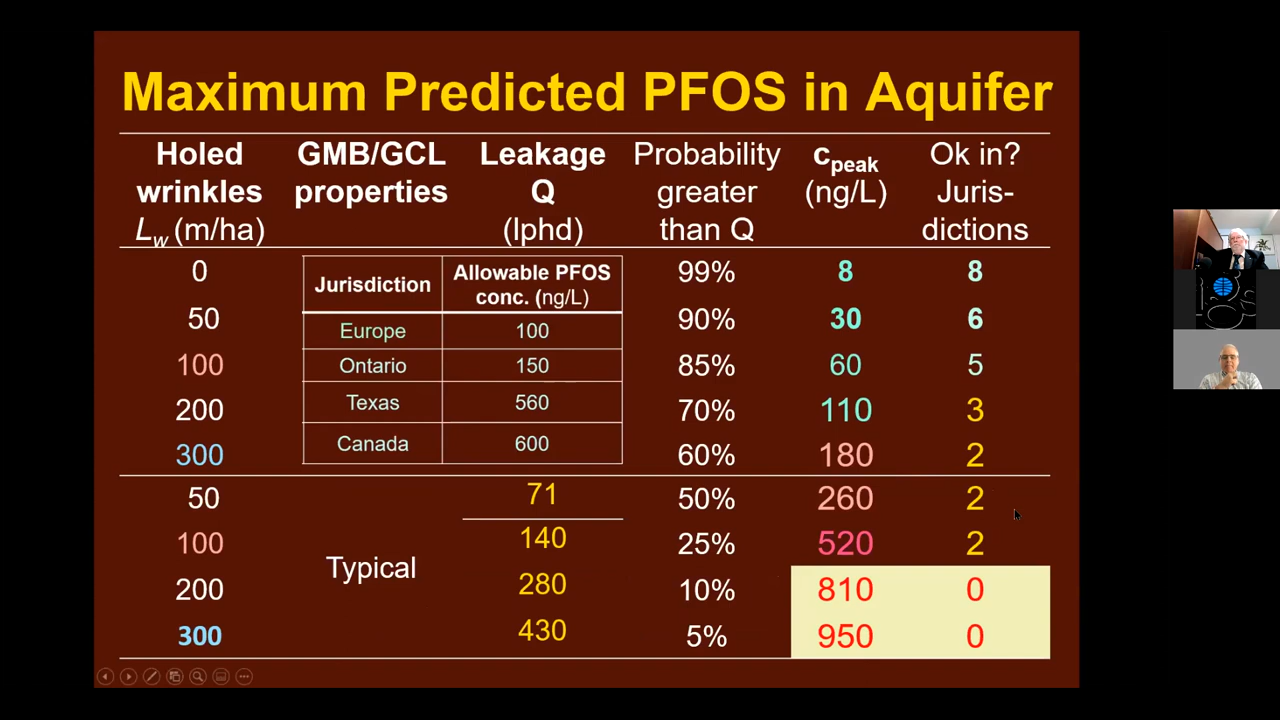 Maximum Predicted PFOS in Aquifer
Holed wrinkles Lw (m/ha) GMB/GCL properties Leakage Q (lphd) Probability greater than Q cpeak (ng/L) Ok in? Juris-dictions
0 99% 8 8
50 90% 30 6
100 85% 60 5
200 70% 110 3
300 60% 180 2
Jurisdiction Allowable PFOS conc. (ng/L)
Europe 100
Ontario 150
Texas 560
Canada 600
50 71 50% 260 2
100 140 25% 520 2
Typical
200 280 10% 810 0
300 430 5% 950 0